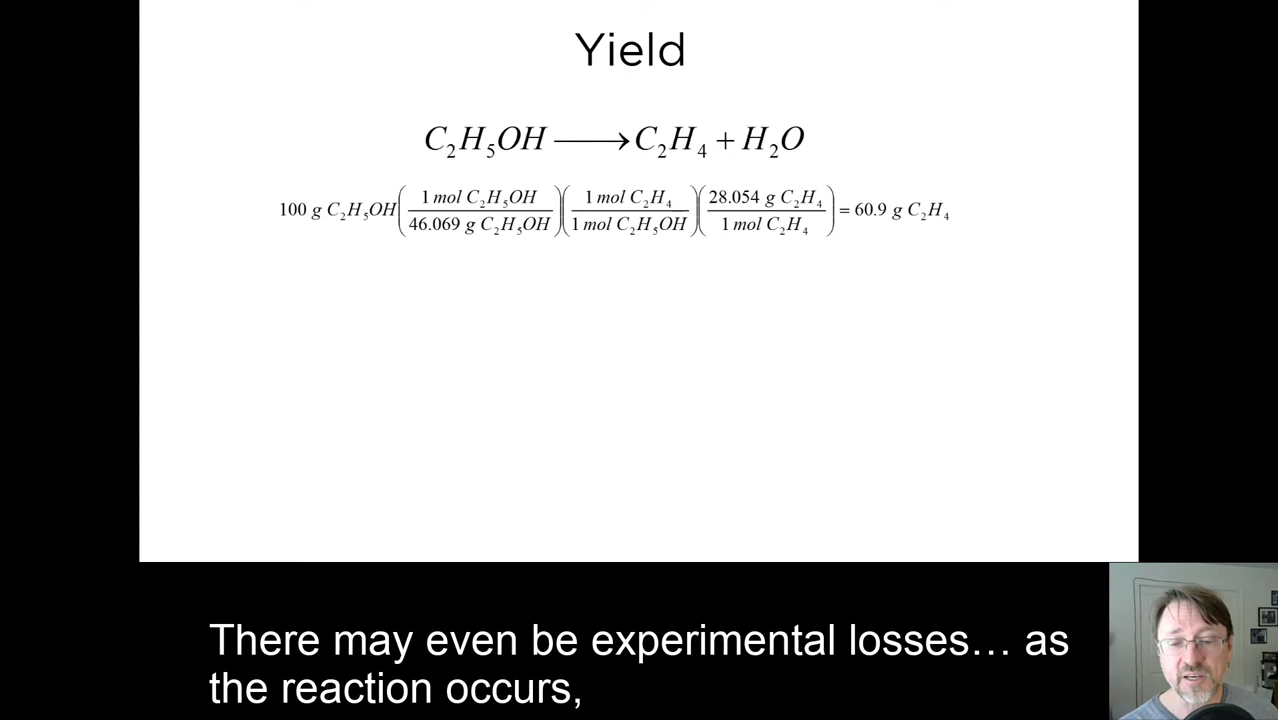 Yield
C₂H₅OH ⟶ C₂H₄ + H₂O
100 g C₂H₅OH (1 mol C₂H₅OH / 46.069 g C₂H₅OH) (1 mol C₂H₄ / 1 mol C₂H₅OH) (28.054 g C₂H₄ / 1 mol C₂H₄) = 60.9 g C₂H₄
There may even be experimental losses… as
the reaction occurs,